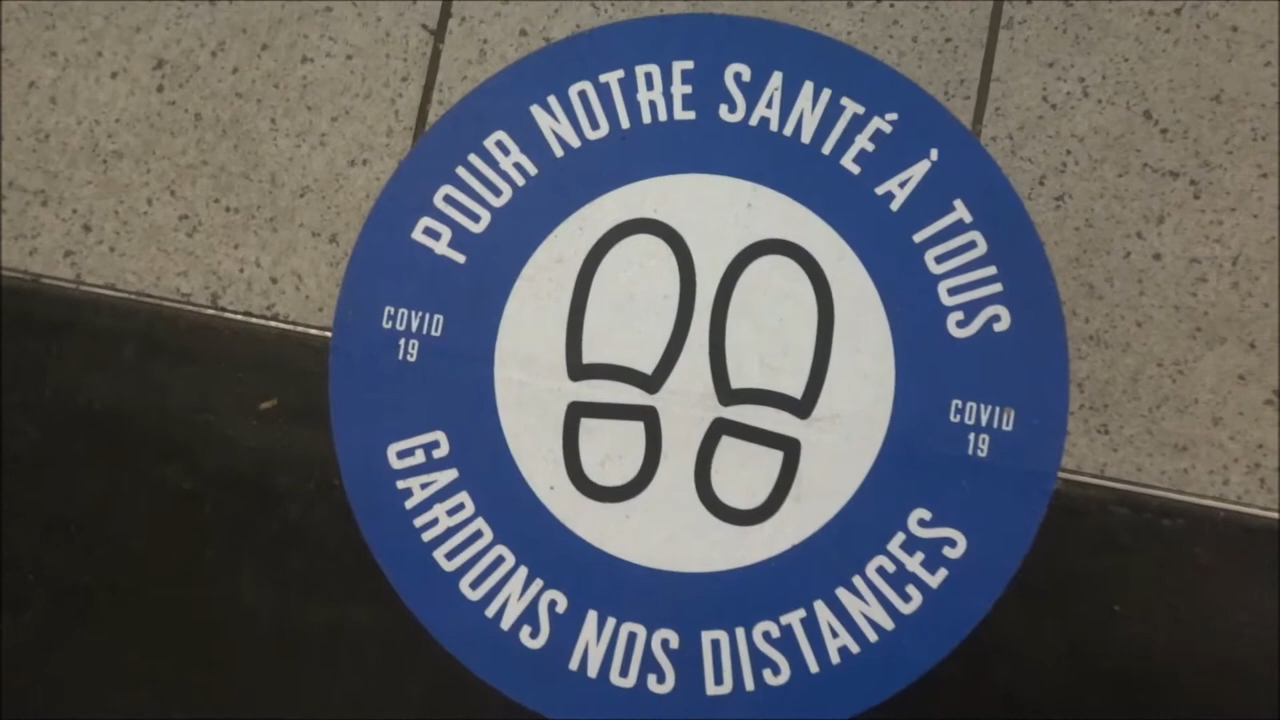 POUR NOTRE SANTÉ À TOUS
COVID
19
COVID
19
GARDONS NOS DISTANCES